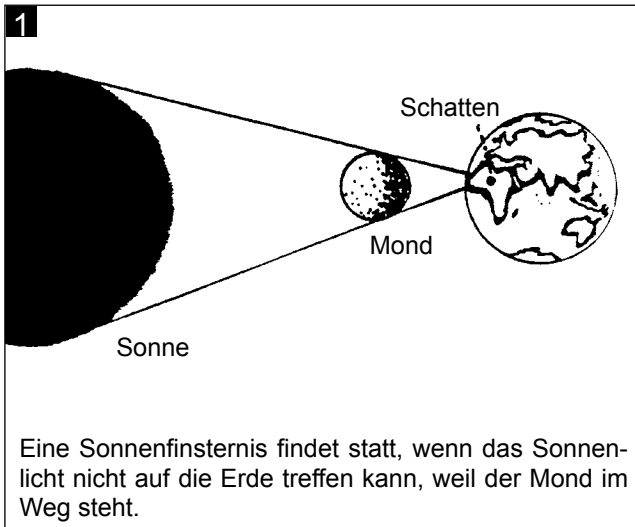 1
Schatten
Mond
Sonne
Eine Sonnenfinsternis findet statt, wenn das Sonnen-
licht nicht auf die Erde treffen kann, weil der Mond im
Weg steht.